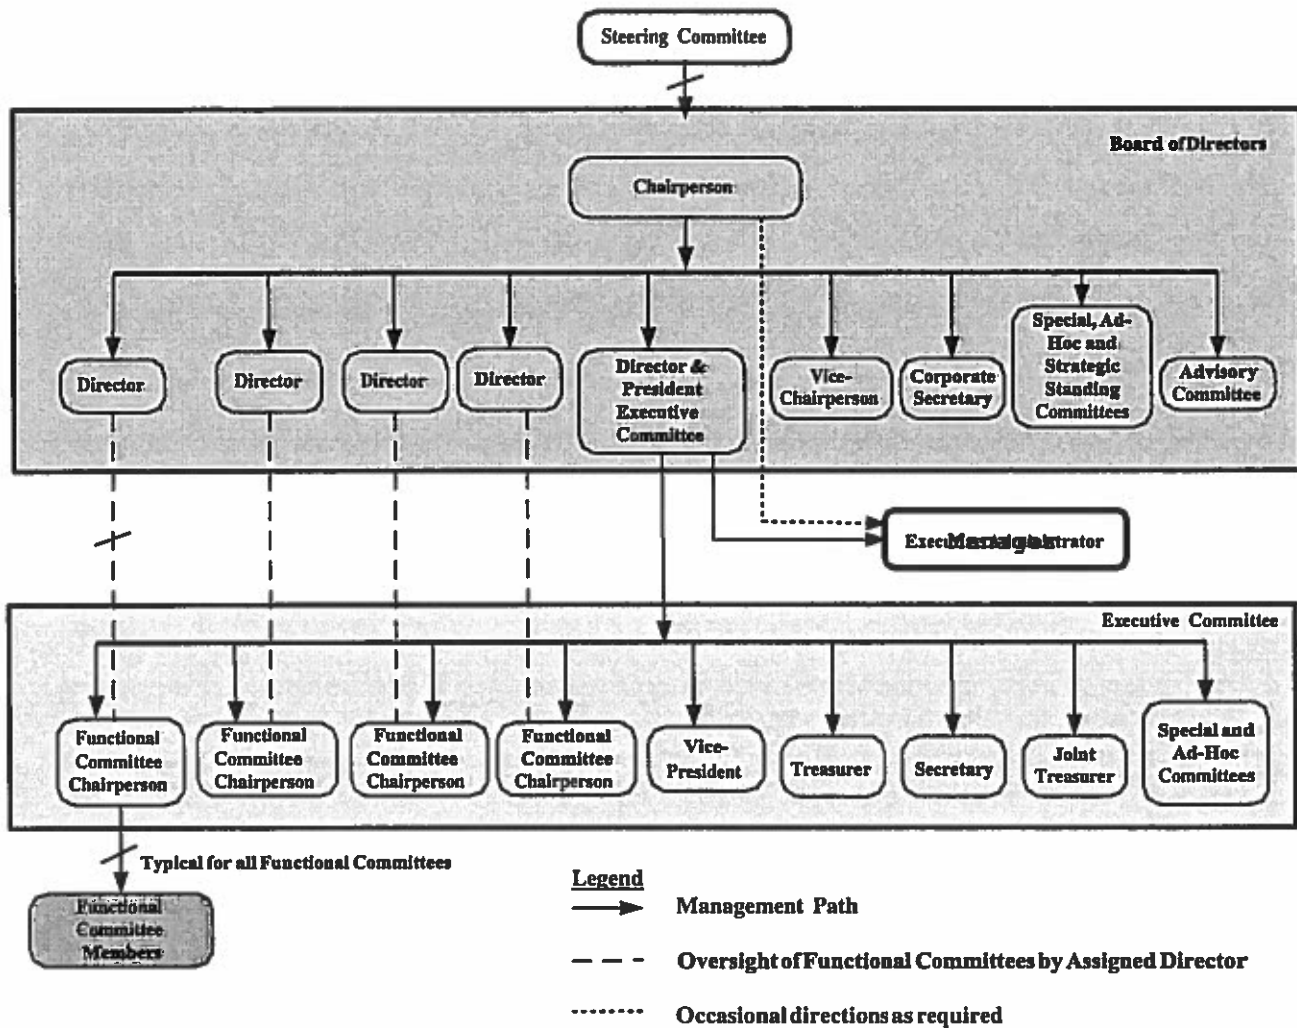 Steering Committee
Board of Directors
Chairperson
Director
Director
Director
Director
Director &
President
Executive
Committee
Vice-
Chairperson
Corporate
Secretary
Special, Ad-
Hoc and
Strategic
Standing
Committees
Advisory
Committee
Manager
Executive Committee
Functional
Committee
Chairperson
Functional
Committee
Chairperson
Functional
Committee
Chairperson
Functional
Committee
Chairperson
Vice-
President
Treasurer
Secretary
Joint
Treasurer
Special and
Ad-Hoc
Committees
Typical for all Functional Committees
Functional
Committee
Members
Legend
Management Path
Oversight of Functional Committees by Assigned Director
Occasional directions as required